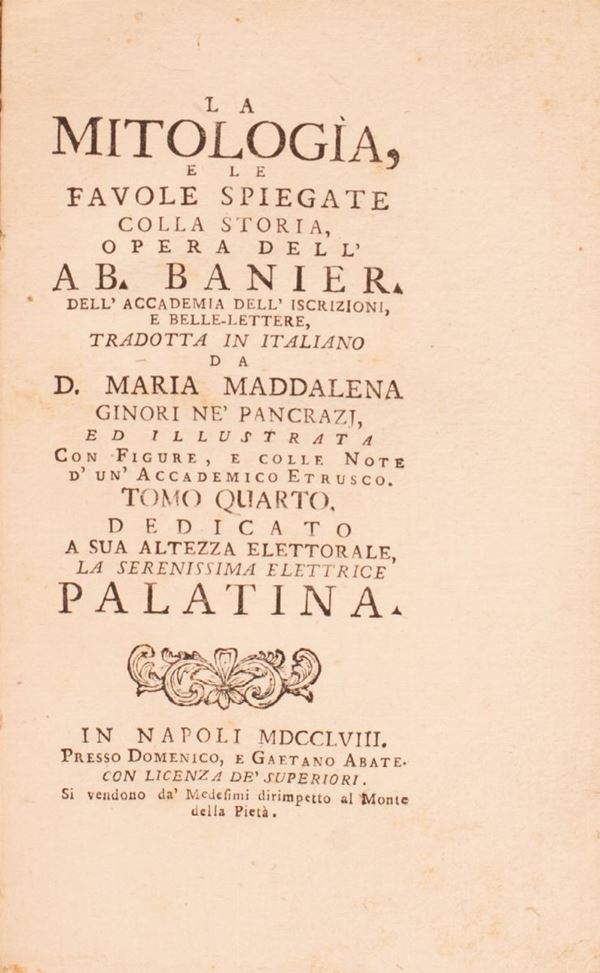 LA
MITOLOGÌA,
E LE
FAVOLE SPIEGATE
COLLA STORIA,
OPERA DELL'
AB. BANIER.
DELL' ACCADEMIA DELL' ISCRIZIONI,
E BELLE-LETTERE,
TRADOTTA IN ITALIANO
DA
D. MARIA MADDALENA
GINORI NE' PANCRAZJ,
ED ILLUSTRATA
CON FIGURE, E COLLE NOTE
D' UN' ACCADEMICO ETRUSCO.
TOMO QUARTO.
DEDICATO
A SUA ALTEZZA ELETTORALE,
LA SERENISSIMA ELETTRICE
PALATINA.
IN NAPOLI MDCCLVIII.
PRESSO DOMENICO, E GAETANO ABATE.
CON LICENZA DE' SUPERIORI.
Si vendono da' Medesimi dirimpetto al Monte
della Pietà.